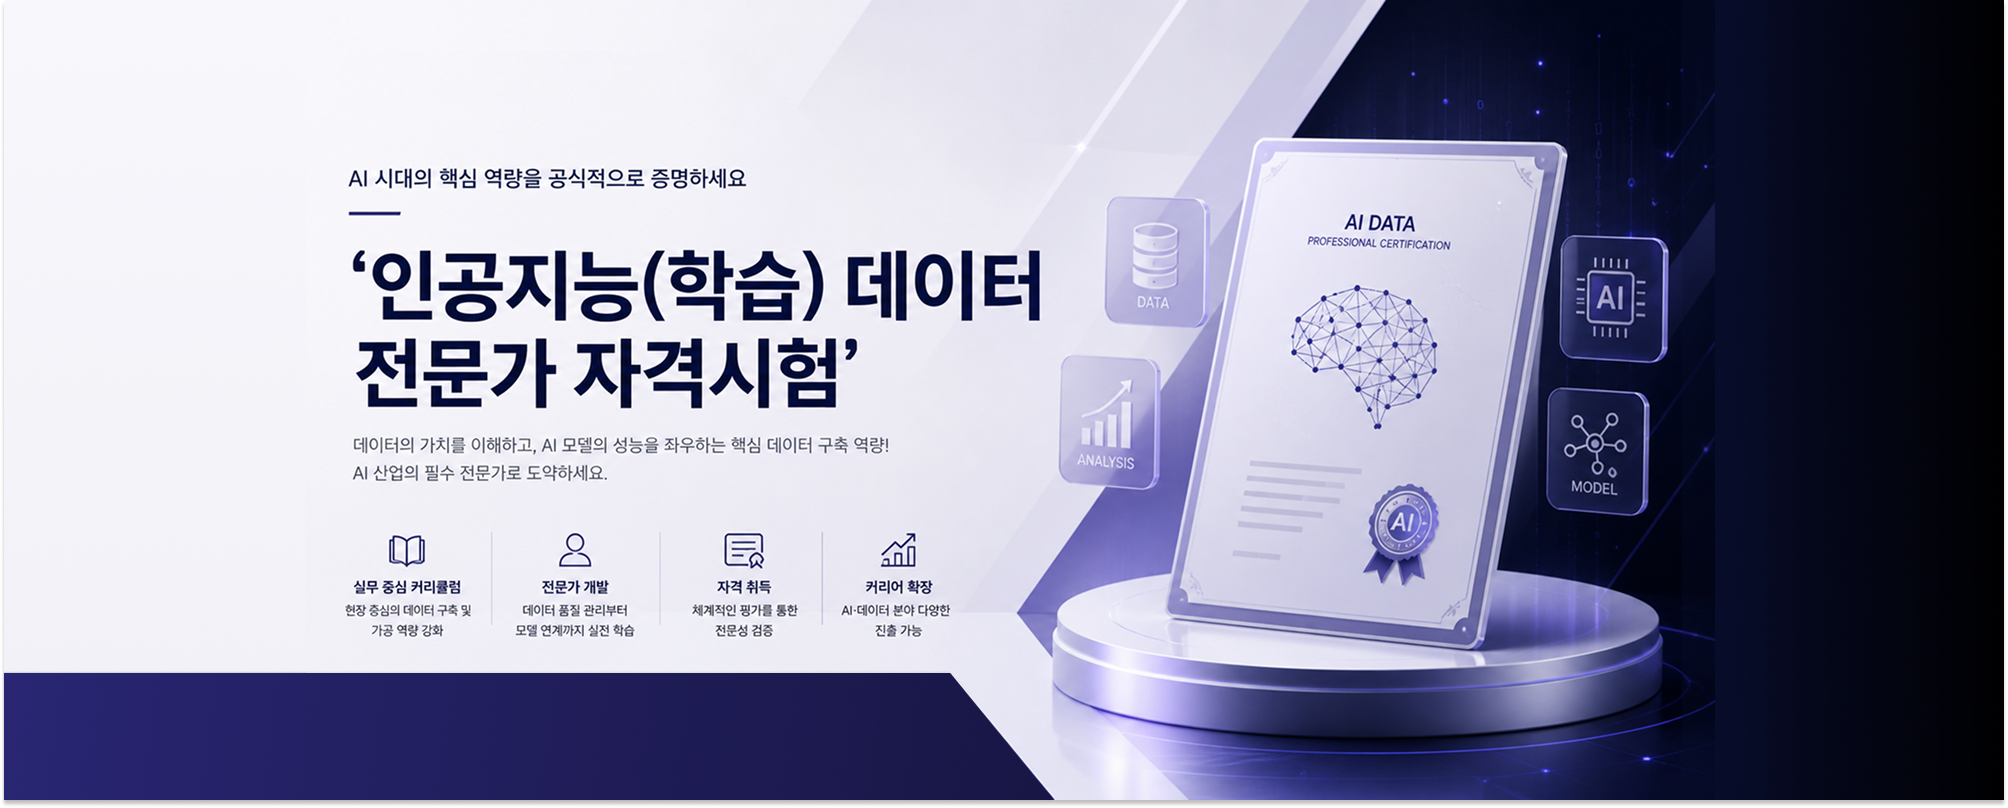 AI 시대의 핵심 역량을 공식적으로 증명하세요
‘인공지능(학습) 데이터
전문가 자격시험’
데이터의 가치를 이해하고, AI 모델의 성능을 좌우하는 핵심 데이터 구축 역량!
AI 산업의 필수 전문가로 도약하세요.
실무 중심 커리큘럼
현장 중심의 데이터 구축 및
가공 역량 강화
전문가 개발
데이터 품질 관리부터
모델 연계까지 실전 학습
자격 취득
체계적인 평가를 통한
전문성 검증
커리어 확장
AI·데이터 분야 다양한
진출 가능
DATA
ANALYSIS
AI DATA
PROFESSIONAL CERTIFICATION
AI
AI
MODEL